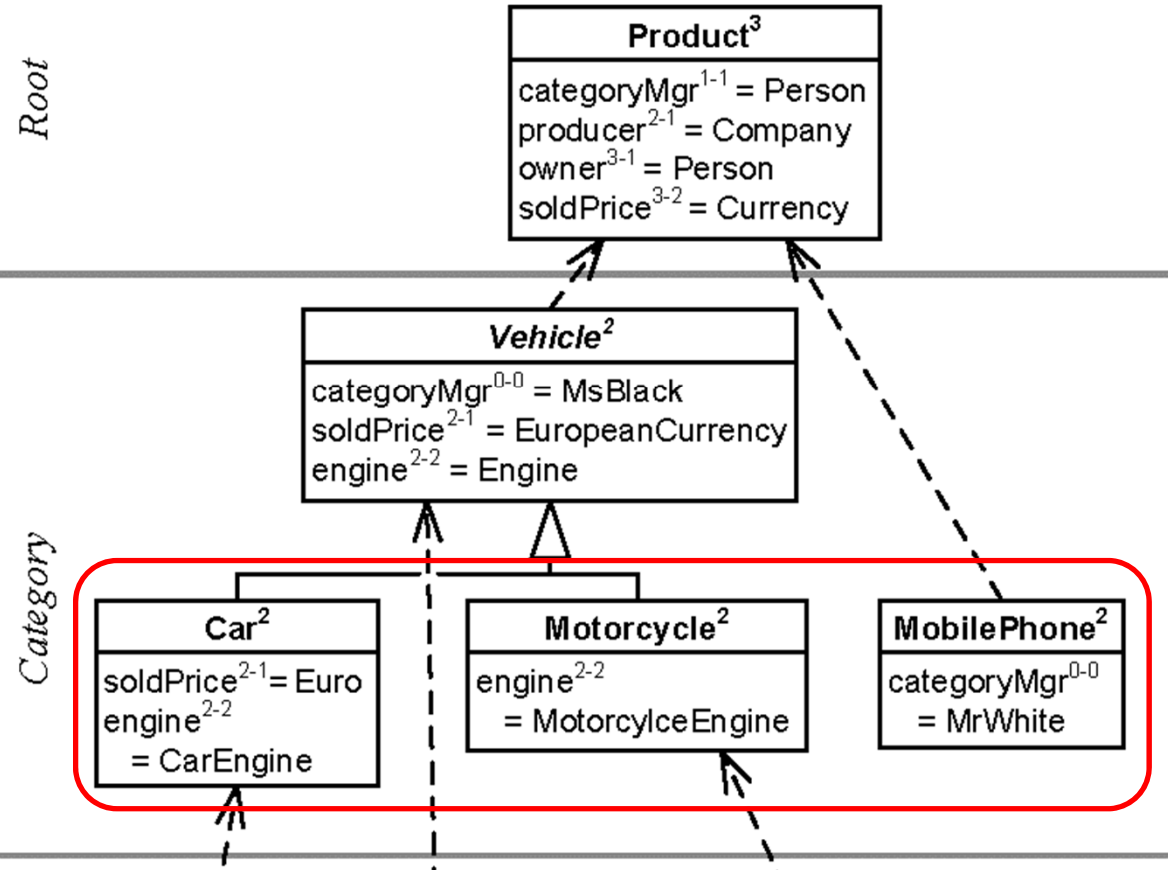 Root
Product³
categoryMgr¹⁻¹ = Person
producer²⁻¹ = Company
owner³⁻¹ = Person
soldPrice³⁻² = Currency
Category
Vehicle²
categoryMgr⁰⁻⁰ = MsBlack
soldPrice²⁻¹ = EuropeanCurrency
engine²⁻² = Engine
Car²
soldPrice²⁻¹= Euro
engine²⁻²
= CarEngine
Motorcycle²
engine²⁻²
= MotorcylceEngine
MobilePhone²
categoryMgr⁰⁻⁰
= MrWhite